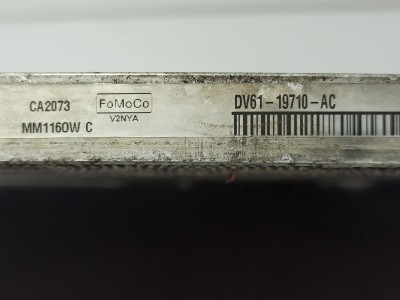 CA2073
FoMoCo
DV61-19710-AC
MM1160W C
V2NYA